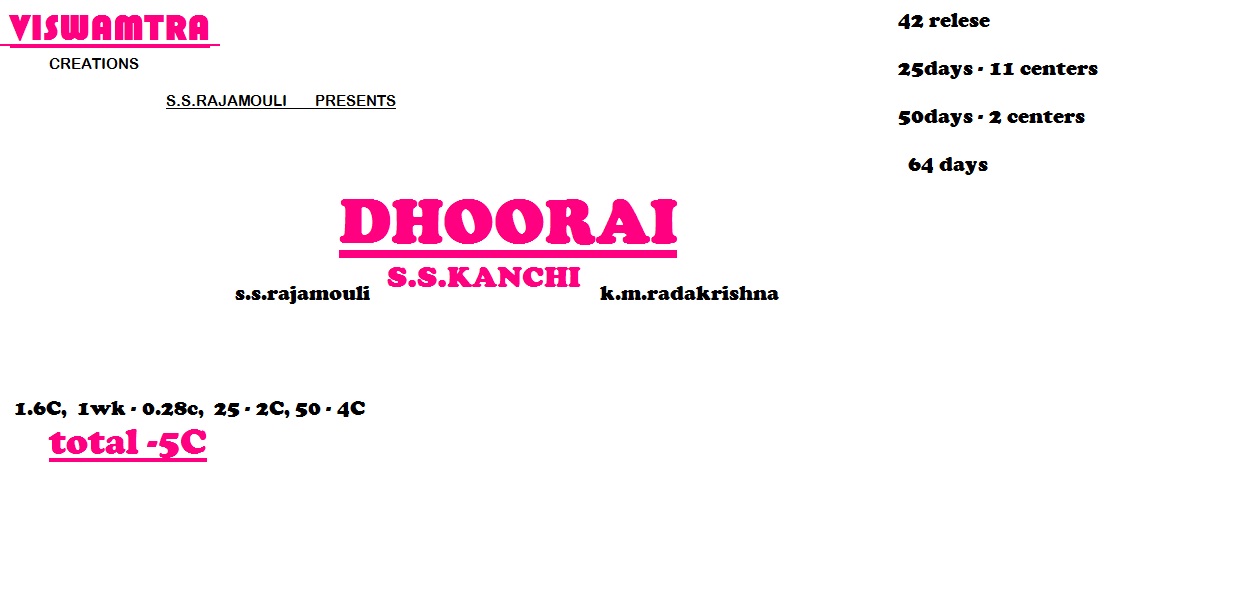 VISWAMTRA
CREATIONS
S.S.RAJAMOULI PRESENTS
42 relese
25days - 11 centers
50days - 2 centers
64 days
DHOORAI
S.S.KANCHI
s.s.rajamouli k.m.radakrishna
1.6C, 1wk - 0.28c, 25 - 2C, 50 - 4C
total -5C